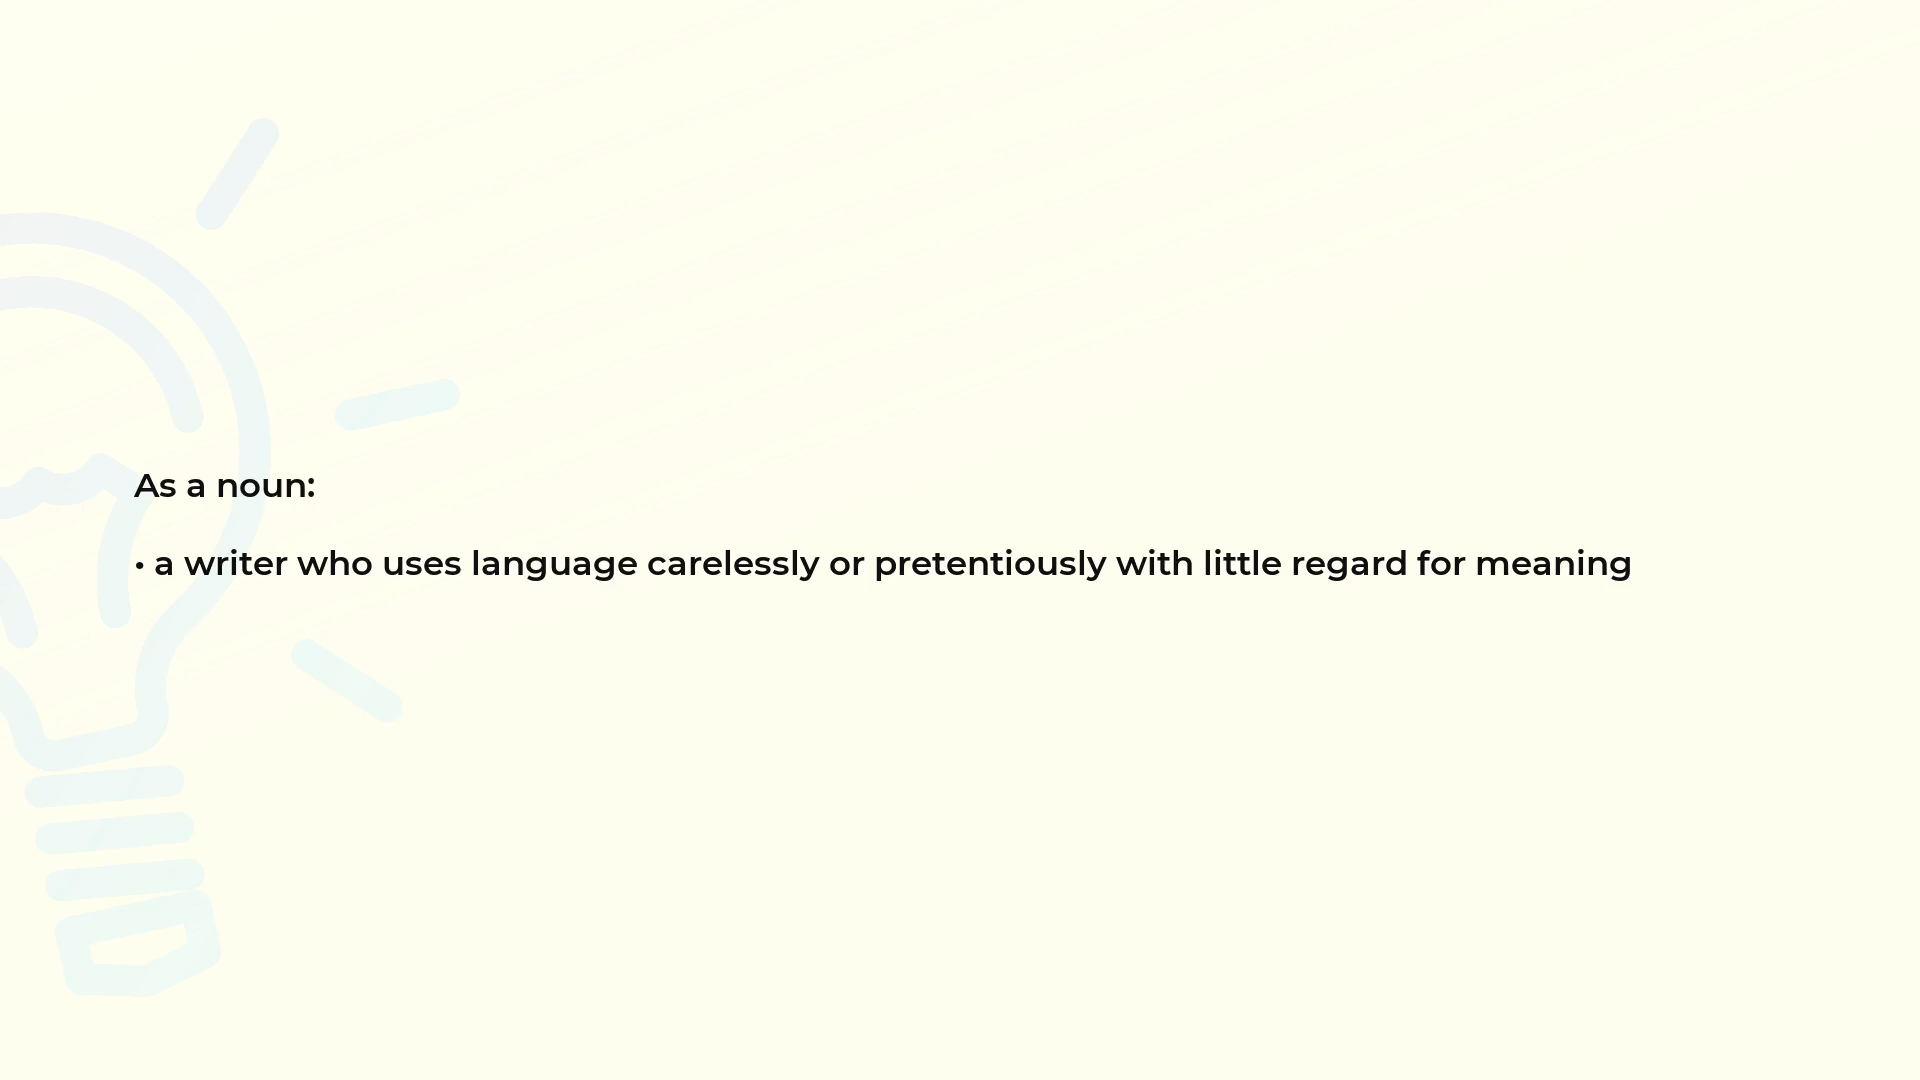 As a noun:
• a writer who uses language carelessly or pretentiously with little regard for meaning